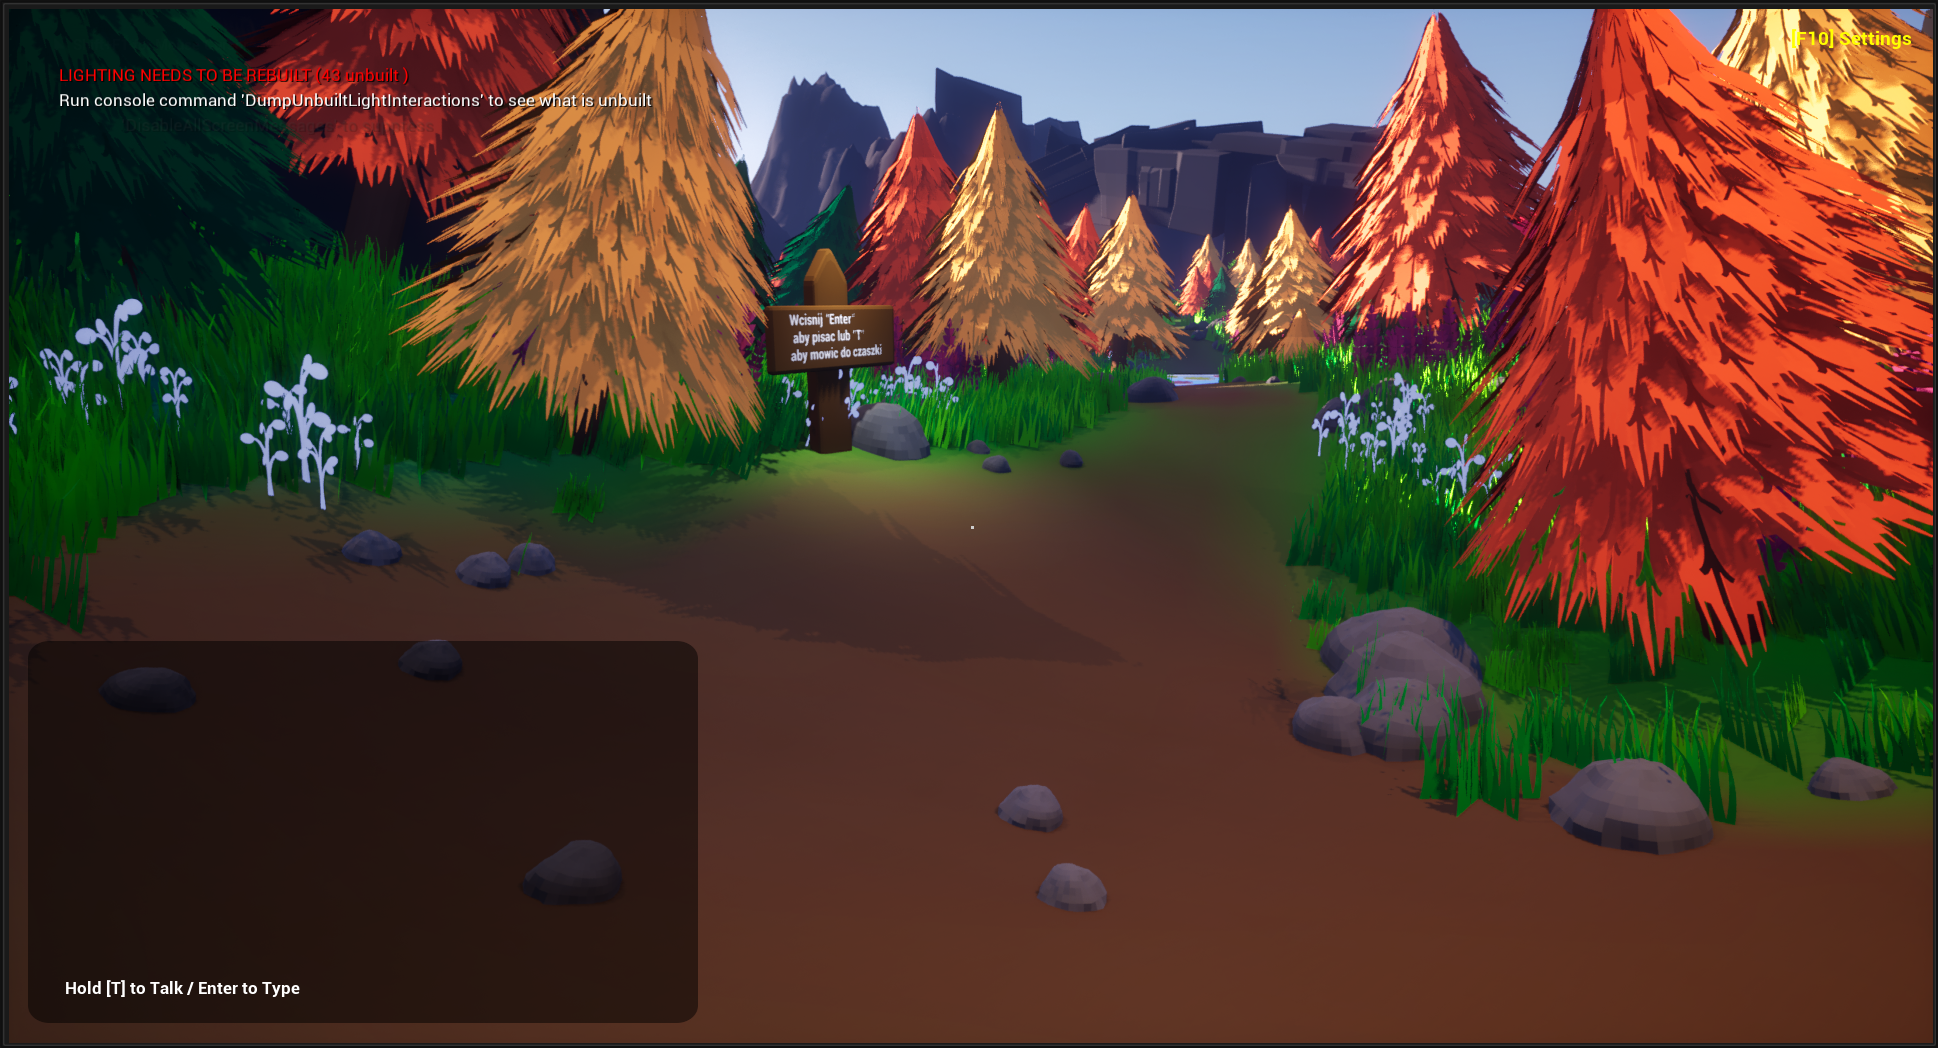 [F10] Settings
LIGHTING NEEDS TO BE REBUILT (43 unbuilt )
Run console command 'DumpUnbuiltLightInteractions' to see what is unbuilt
Wcisnij "Enter"
aby pisac lub "T"
aby mowic do czaszki
Hold [T] to Talk / Enter to Type